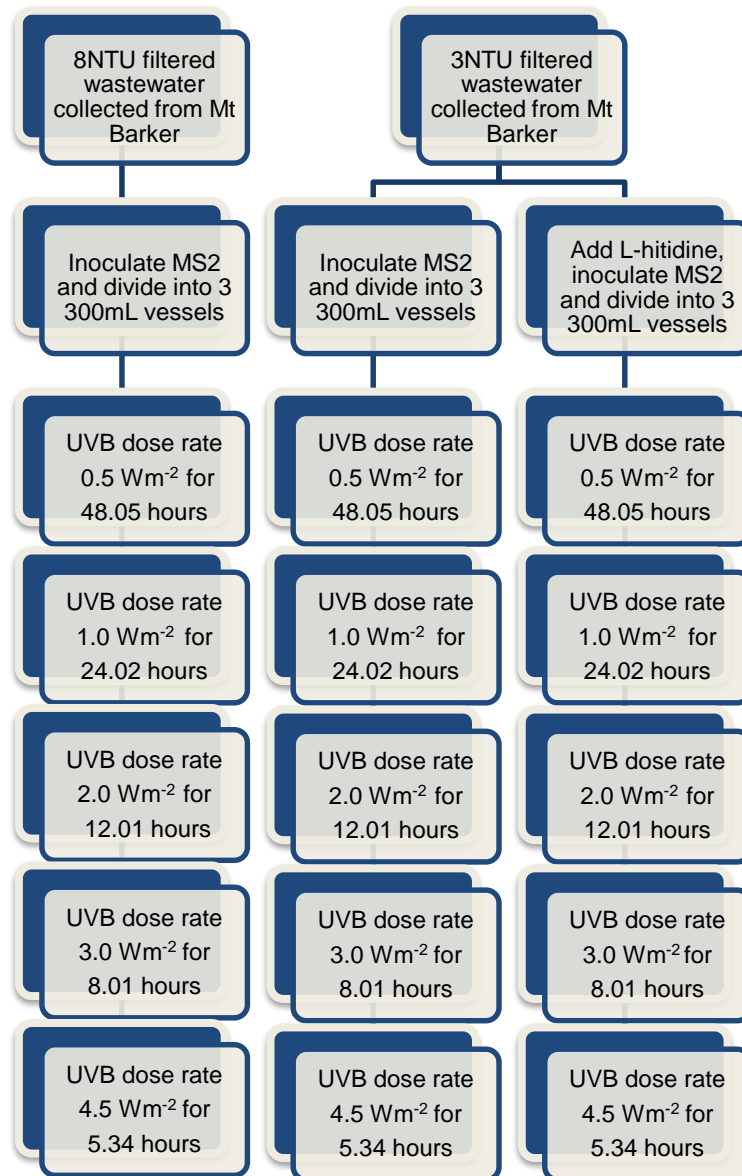 8NTU filtered
wastewater
collected from Mt
Barker
3NTU filtered
wastewater
collected from Mt
Barker
Inoculate MS2
and divide into 3
300mL vessels
Inoculate MS2
and divide into 3
300mL vessels
Add L-hitidine,
inoculate MS2
and divide into 3
300mL vessels
UVB dose rate
0.5 Wm⁻² for
48.05 hours
UVB dose rate
0.5 Wm⁻² for
48.05 hours
UVB dose rate
0.5 Wm⁻² for
48.05 hours
UVB dose rate
1.0 Wm⁻² for
24.02 hours
UVB dose rate
1.0 Wm⁻² for
24.02 hours
UVB dose rate
1.0 Wm⁻² for
24.02 hours
UVB dose rate
2.0 Wm⁻² for
12.01 hours
UVB dose rate
2.0 Wm⁻² for
12.01 hours
UVB dose rate
2.0 Wm⁻² for
12.01 hours
UVB dose rate
3.0 Wm⁻² for
8.01 hours
UVB dose rate
3.0 Wm⁻² for
8.01 hours
UVB dose rate
3.0 Wm⁻² for
8.01 hours
UVB dose rate
4.5 Wm⁻² for
5.34 hours
UVB dose rate
4.5 Wm⁻² for
5.34 hours
UVB dose rate
4.5 Wm⁻² for
5.34 hours